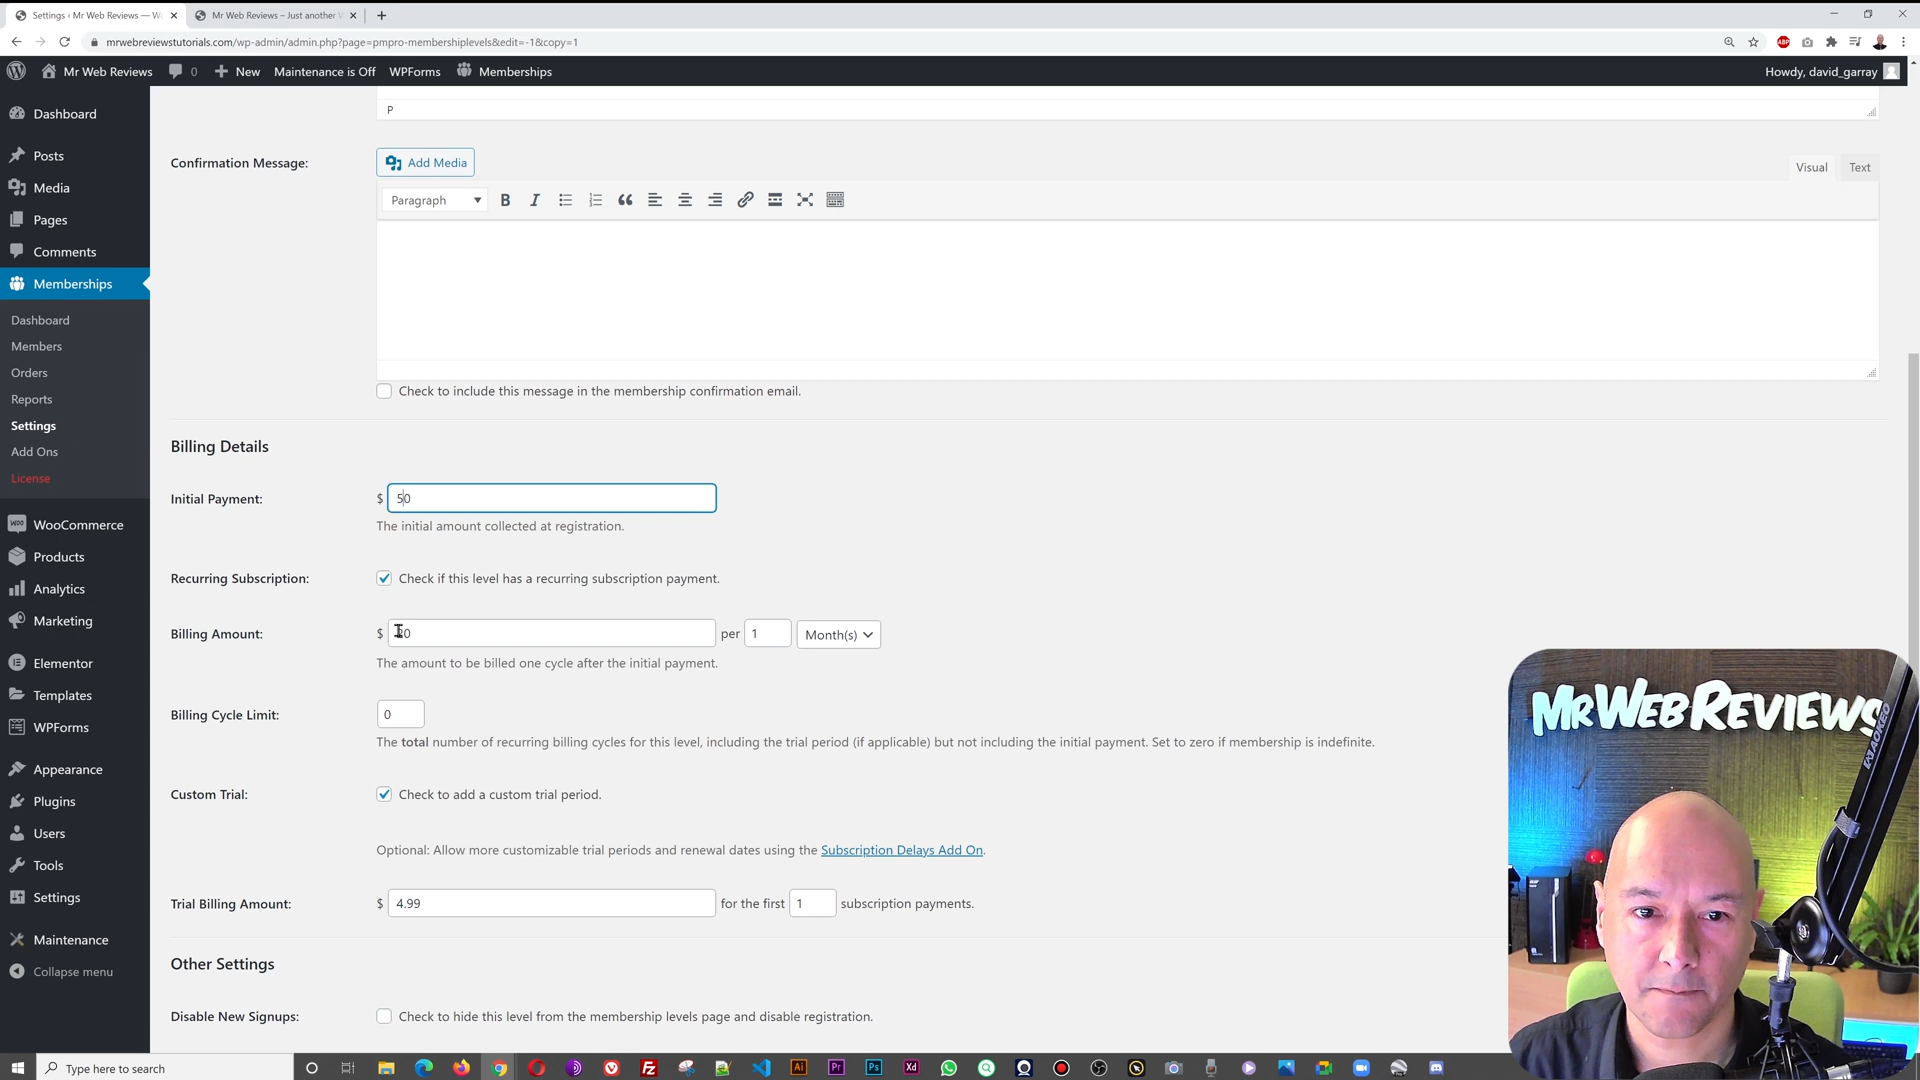 Settings ‹ Mr Web Reviews — W
Mr Web Reviews – Just another
mrwebreviewstutorials.com/wp-admin/admin.php?page=pmpro-membershiplevels&edit=-1&copy=1
Mr Web Reviews
0
New
Maintenance is Off
WPForms
Memberships
Howdy, david_garray
Dashboard
Posts
Media
Pages
Comments
Memberships
Dashboard
Members
Orders
Reports
Settings
Add Ons
License
WooCommerce
Products
Analytics
Marketing
Elementor
Templates
WPForms
Appearance
Plugins
Users
Tools
Settings
Maintenance
Collapse menu
P
Confirmation Message:
Add Media
Visual
Text
Paragraph
Check to include this message in the membership confirmation email.
Billing Details
Initial Payment:
$ 50
The initial amount collected at registration.
Recurring Subscription:
Check if this level has a recurring subscription payment.
Billing Amount:
$
per 1 Month(s)
The amount to be billed one cycle after the initial payment.
Billing Cycle Limit:
0
The total number of recurring billing cycles for this level, including the trial period (if applicable) but not including the initial payment. Set to zero if membership is indefinite.
Custom Trial:
Check to add a custom trial period.
Optional: Allow more customizable trial periods and renewal dates using the Subscription Delays Add On.
Trial Billing Amount:
$ 4.99 for the first 1 subscription payments.
Other Settings
Disable New Signups:
Check to hide this level from the membership levels page and disable registration.
MRWEBREVIEWS
MAONO
Type here to search